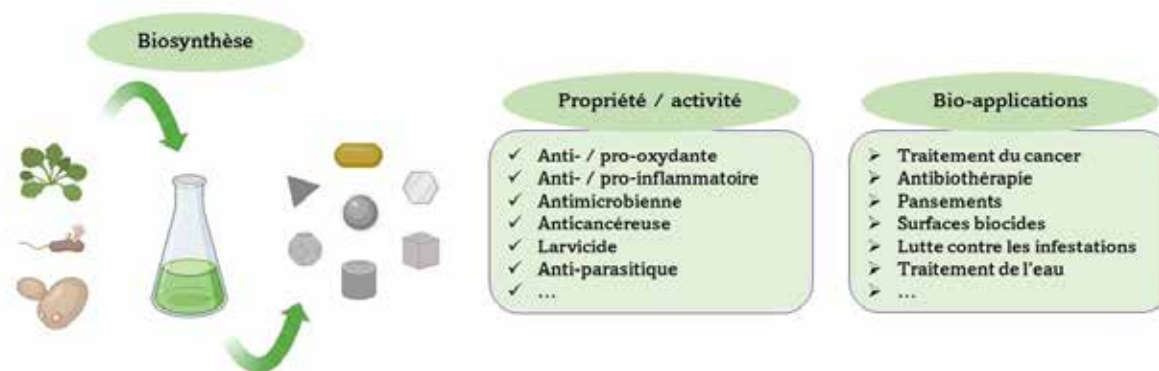 Biosynthèse
Propriété / activité
✓ Anti- / pro-oxydante
✓ Anti- / pro-inflammatoire
✓ Antimicrobienne
✓ Anticancéreuse
✓ Larvicide
✓ Anti-parasitique
✓ ...
Bio-applications
➢ Traitement du cancer
➢ Antibiothérapie
➢ Pansements
➢ Surfaces biocides
➢ Lutte contre les infestations
➢ Traitement de l'eau
➢ ...